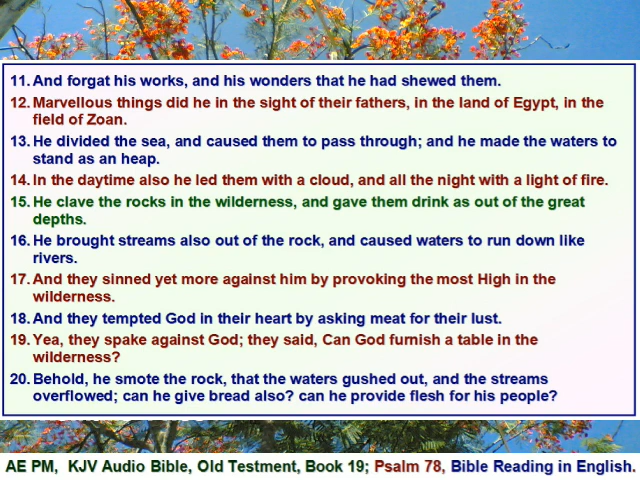 11. And forgat his works, and his wonders that he had shewed them.
12. Marvellous things did he in the sight of their fathers, in the land of Egypt, in the
field of Zoan.
13. He divided the sea, and caused them to pass through; and he made the waters to
stand as an heap.
14. In the daytime also he led them with a cloud, and all the night with a light of fire.
15. He clave the rocks in the wilderness, and gave them drink as out of the great
depths.
16. He brought streams also out of the rock, and caused waters to run down like
rivers.
17. And they sinned yet more against him by provoking the most High in the
wilderness.
18. And they tempted God in their heart by asking meat for their lust.
19. Yea, they spake against God; they said, Can God furnish a table in the
wilderness?
20. Behold, he smote the rock, that the waters gushed out, and the streams
overflowed; can he give bread also? can he provide flesh for his people?
AE PM, KJV Audio Bible, Old Testment, Book 19; Psalm 78, Bible Reading in English.